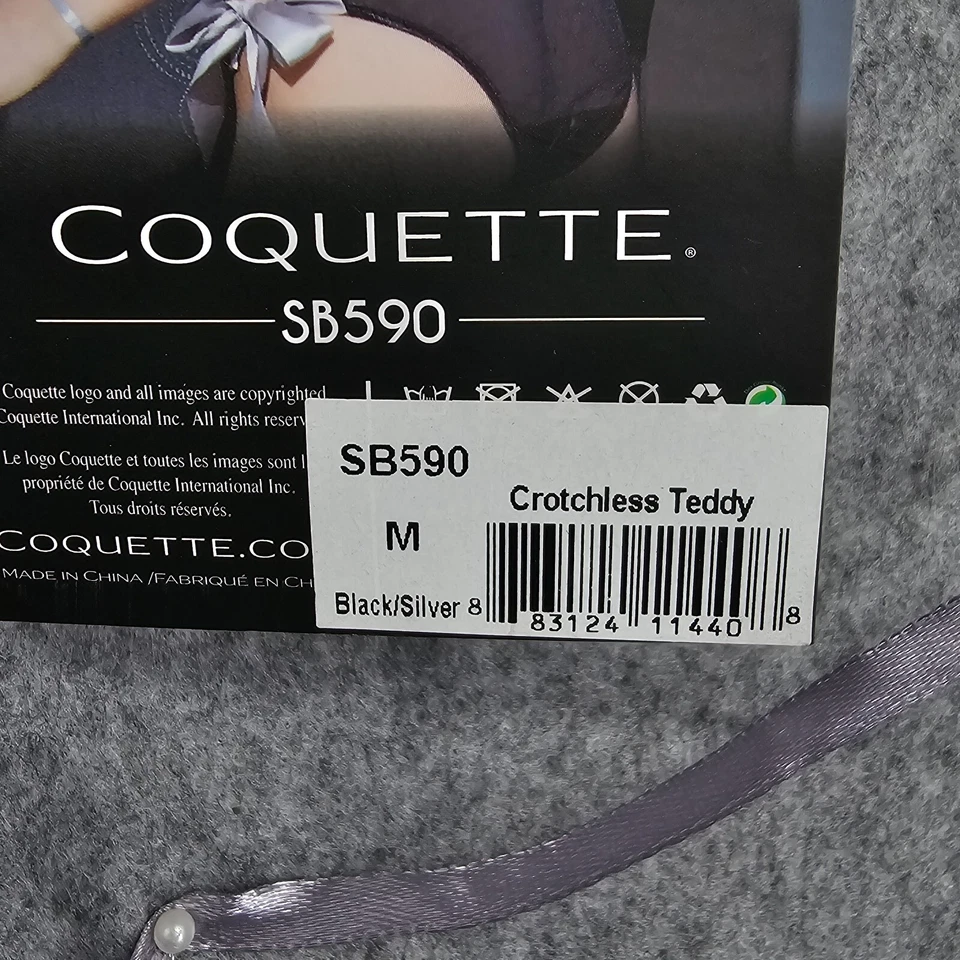 COQUETTE®
SB590
Coquette logo and all images are copyrighted
Coquette International Inc. All rights
Le logo Coquette et toutes les images sont
propriété de Coquette International Inc.
Tous droits réservés.
COQUETTE.CO
MADE IN CHINA /FABRIQUÉ EN CH
SB590
Crotchless Teddy
M
Black/Silver
8 83124 11440 8